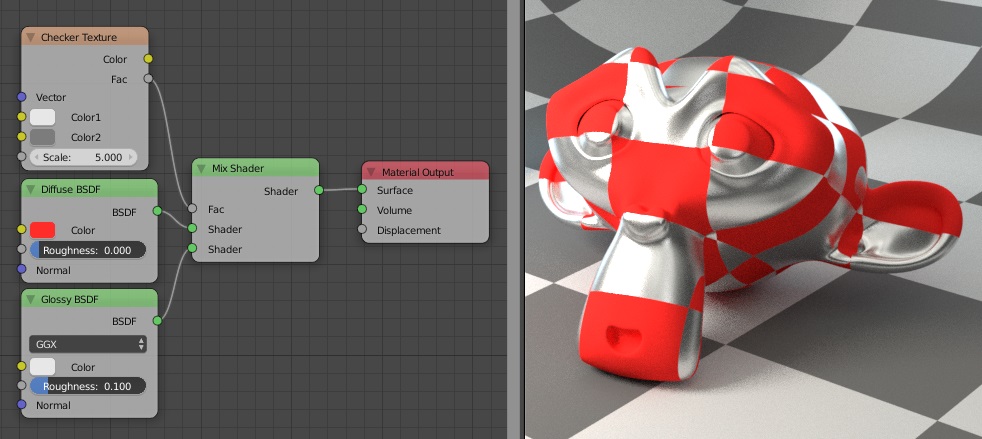 Checker Texture
Color
Fac
Vector
Color1
Color2
Scale: 5.000
Diffuse BSDF
BSDF
Color
Roughness: 0.000
Normal
Glossy BSDF
BSDF
GGX
Color
Roughness: 0.100
Normal
Mix Shader
Shader
Fac
Shader
Shader
Material Output
Surface
Volume
Displacement